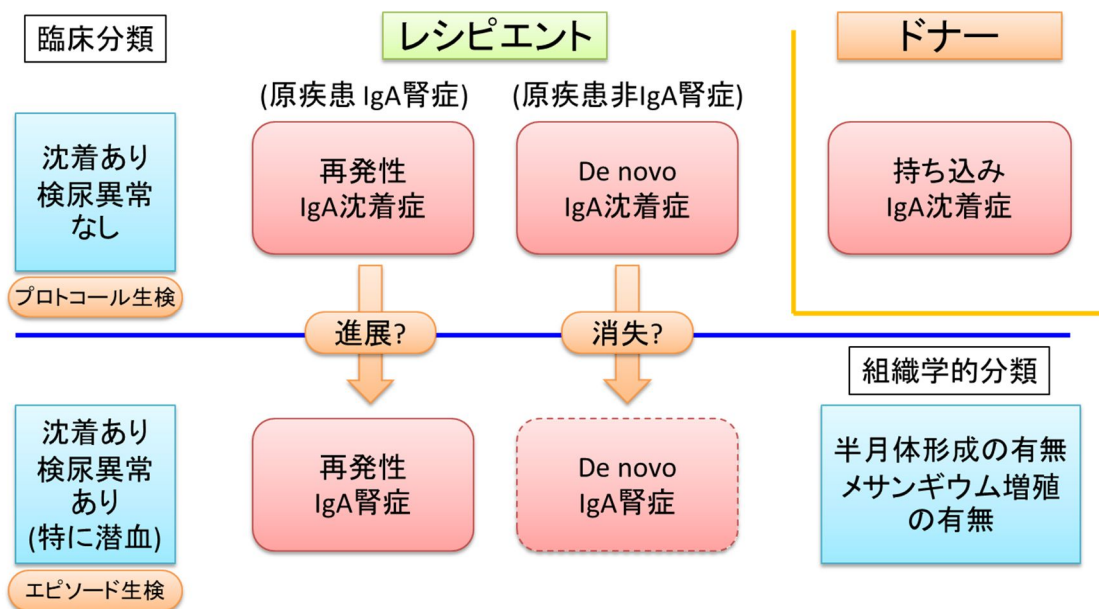 臨床分類
レシピエント
ドナー
(原疾患 IgA腎症)
(原疾患非IgA腎症)
沈着あり
検尿異常
なし
プロトコール生検
再発性
IgA沈着症
De novo
IgA沈着症
持ち込み
IgA沈着症
進展?
消失?
組織学的分類
沈着あり
検尿異常
あり
(特に潜血)
エピソード生検
再発性
IgA腎症
De novo
IgA腎症
半月体形成の有無
メサンギウム増殖
の有無